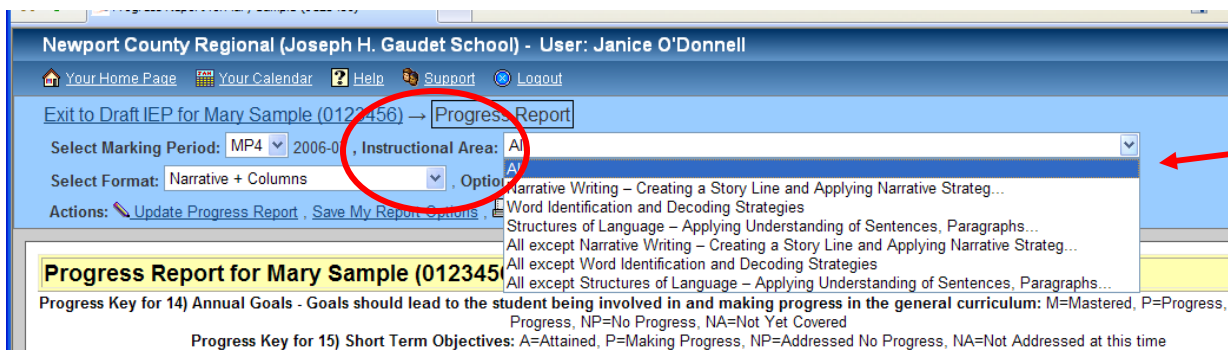 Newport County Regional (Joseph H. Gaudet School) - User: Janice O'Donnell
Your Home Page Your Calendar Help Support Logout
Exit to Draft IEP for Mary Sample (0123456) → Progress Report
Select Marking Period: MP4 2006-0 , Instructional Area: All
Select Format: Narrative + Columns , Optio
All
Narrative Writing – Creating a Story Line and Applying Narrative Strateg...
Word Identification and Decoding Strategies
Structures of Language – Applying Understanding of Sentences, Paragraphs...
All except Narrative Writing – Creating a Story Line and Applying Narrative Strateg...
All except Word Identification and Decoding Strategies
All except Structures of Language – Applying Understanding of Sentences, Paragraphs...
Actions: Update Progress Report , Save My Report Options ,
Progress Report for Mary Sample (0123456
Progress Key for 14) Annual Goals - Goals should lead to the student being involved in and making progress in the general curriculum: M=Mastered, P=Progress,
Progress, NP=No Progress, NA=Not Yet Covered
Progress Key for 15) Short Term Objectives: A=Attained, P=Making Progress, NP=Addressed No Progress, NA=Not Addressed at this time